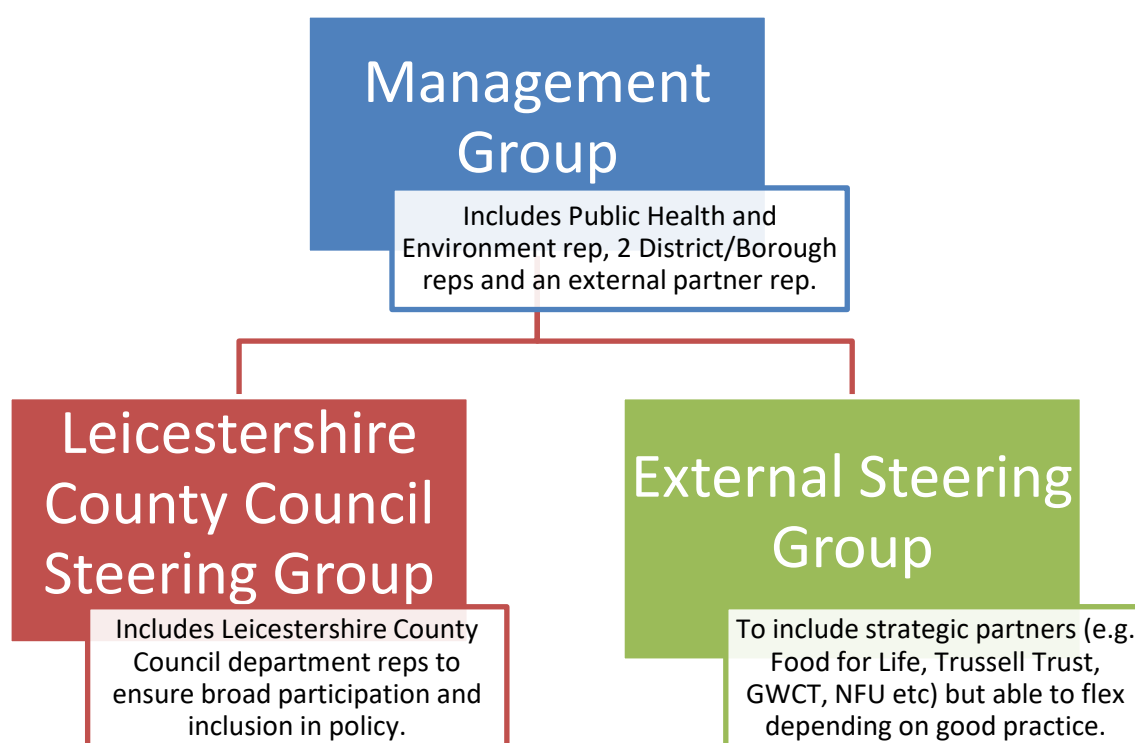 Management
Group
Includes Public Health and
Environment rep, 2 District/Borough
reps and an external partner rep.
Leicestershire
County Council
Steering Group
Includes Leicestershire County
Council department reps to
ensure broad participation and
inclusion in policy.
External Steering
Group
To include strategic partners (e.g.
Food for Life, Trussell Trust,
GWCT, NFU etc) but able to flex
depending on good practice.